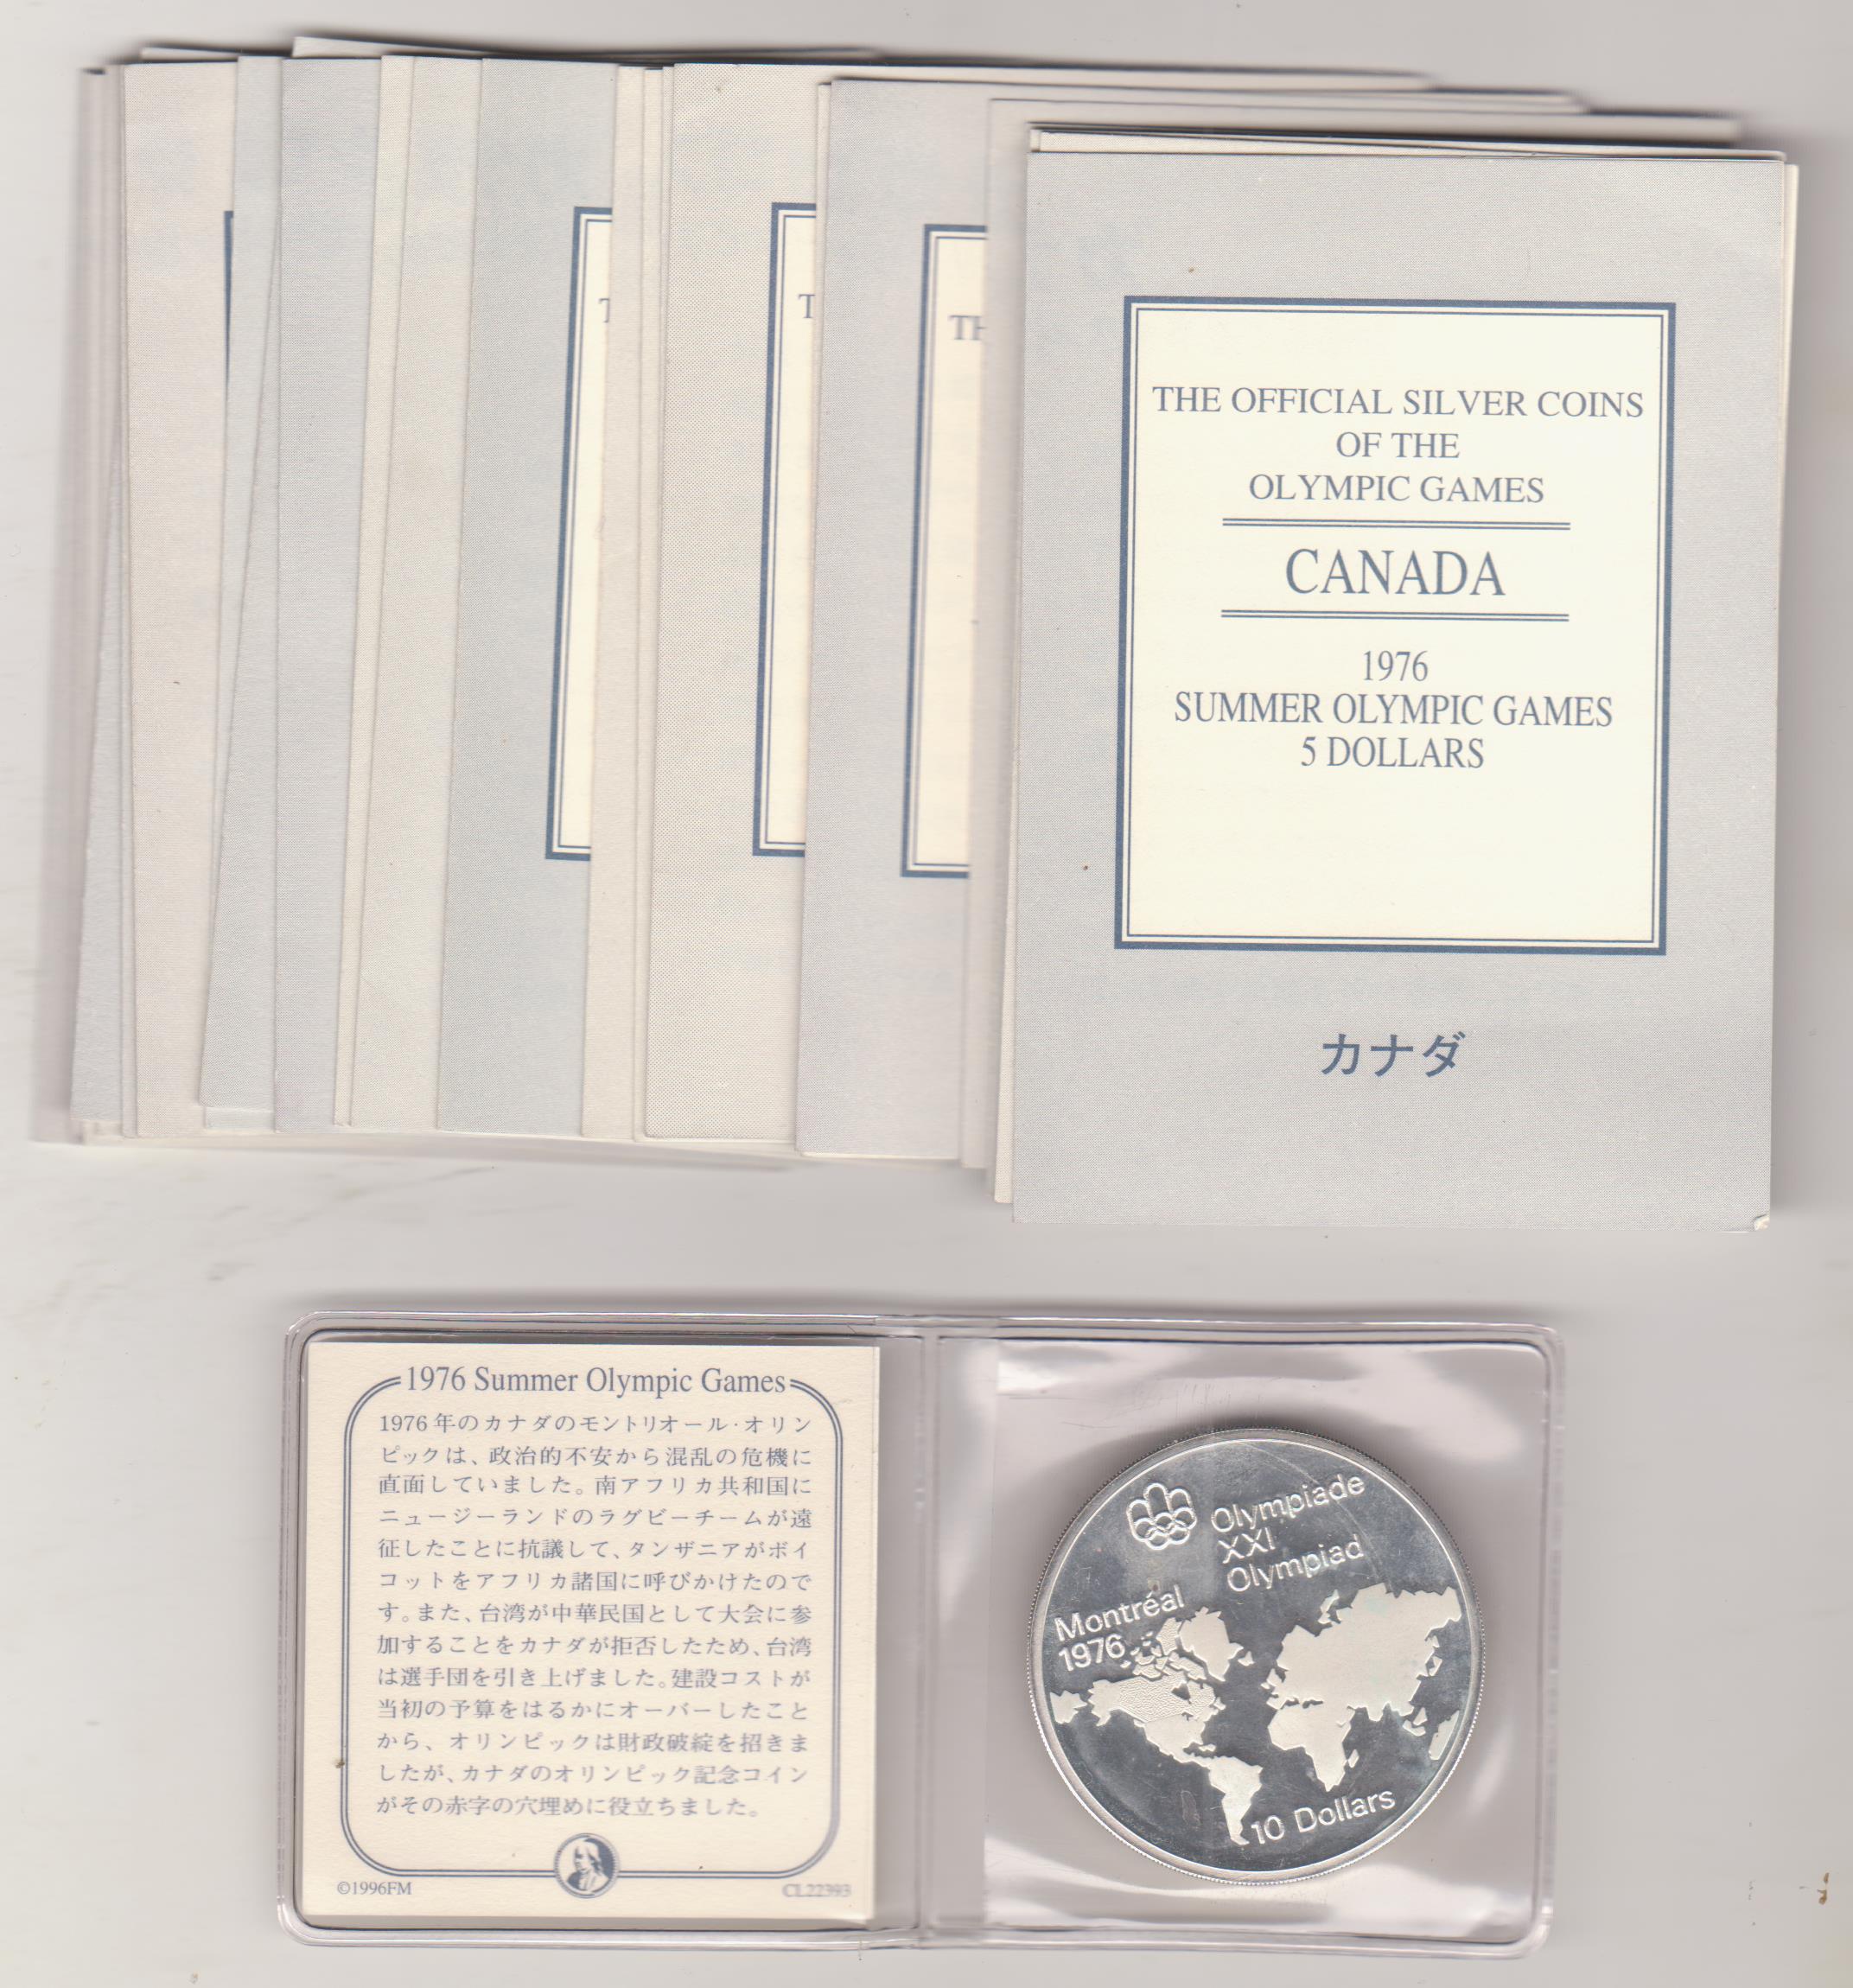 T
T
TH
THE OFFICIAL SILVER COINS
OF THE
OLYMPIC GAMES
CANADA
1976
SUMMER OLYMPIC GAMES
5 DOLLARS
カナダ
1976 Summer Olympic Games
1976年のカナダのモントリオール・オリン
ピックは、政治的不安から混乱の危機に
直面していました。南アフリカ共和国に
ニュージーランドのラグビーチームが遠
征したことに抗議して、タンザニアがボイ
コットをアフリカ諸国に呼びかけたので
す。また、台湾が中華民国として大会に参
加することをカナダが拒否したため、台湾
は選手団を引き上げました。建設コストが
当初の予算をはるかにオーバーしたこと
から、オリンピックは財政破綻を招きま
したが、カナダのオリンピック記念コイン
がその赤字の穴埋めに役立ちました。
©1996FM
CL22393
Olympiade
XXI
Olympiad
Montréal
1976
10 Dollars